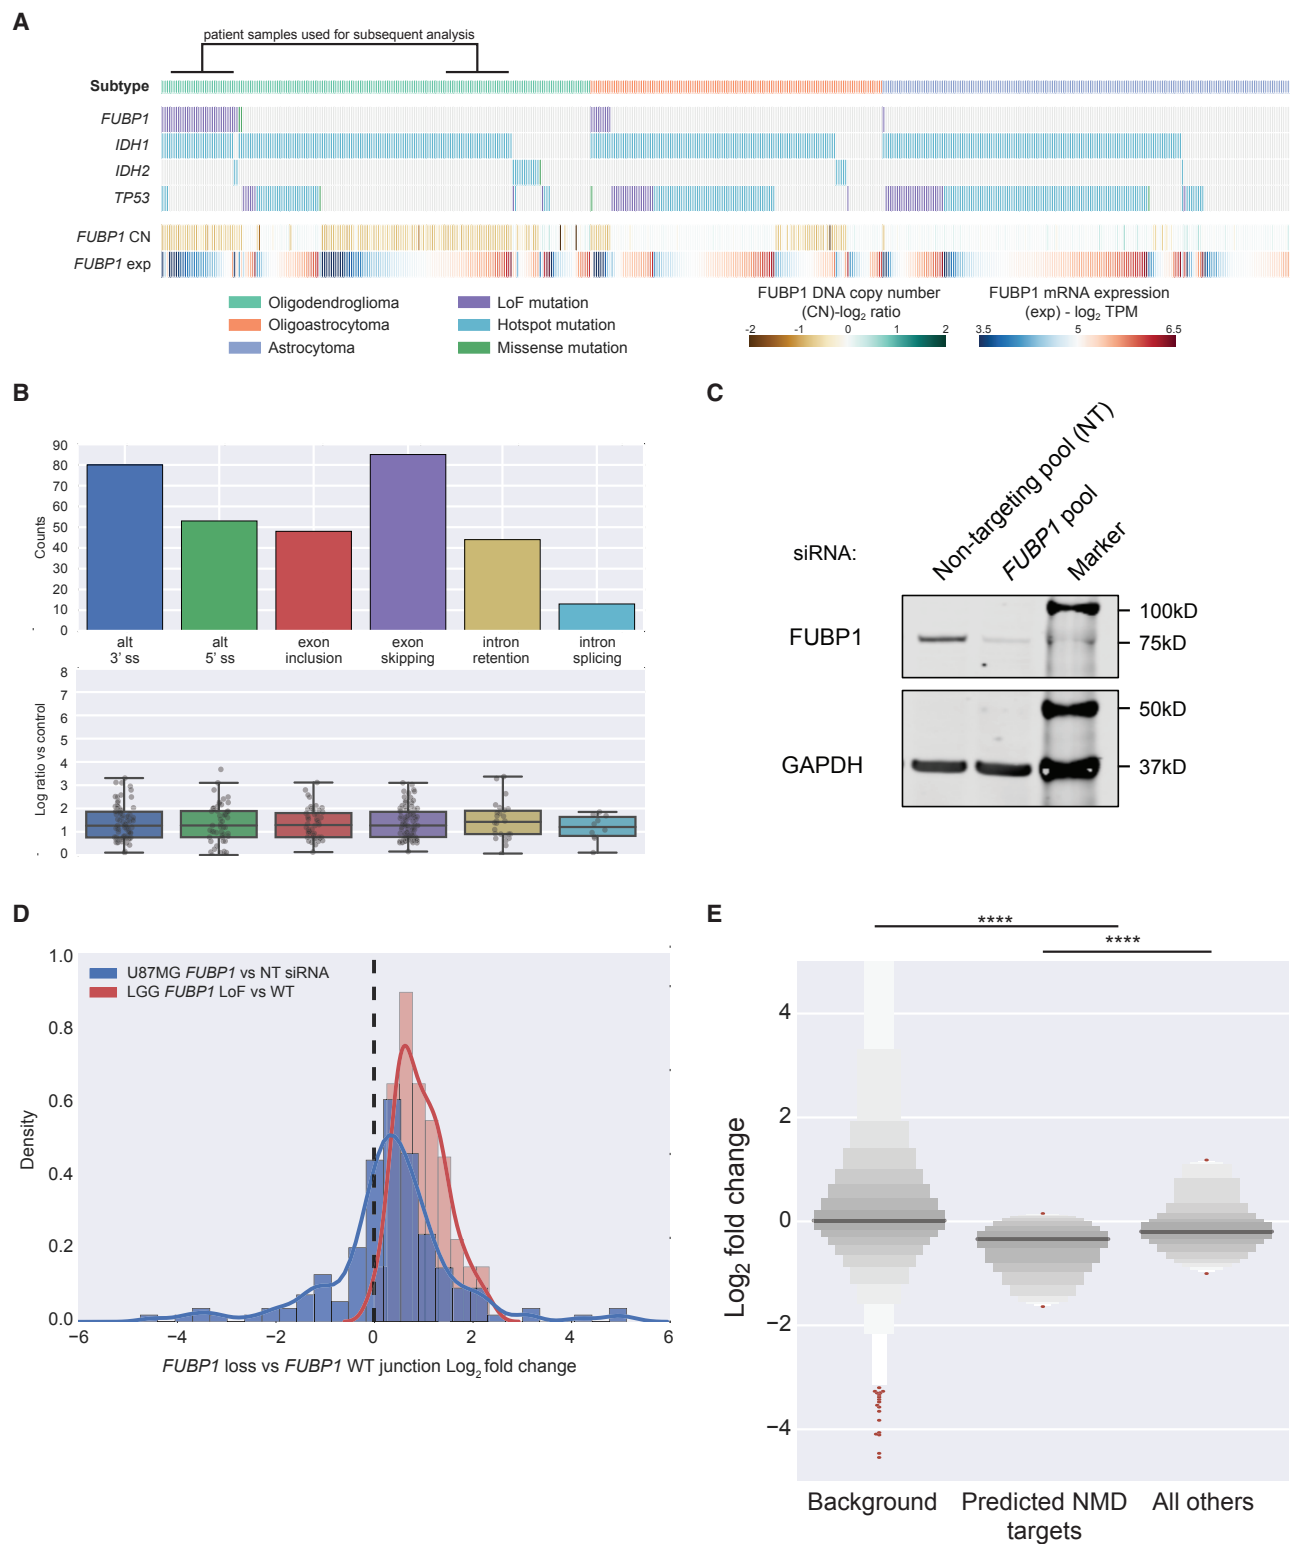 A
patient samples used for subsequent analysis
Subtype
FUBP1
IDH1
IDH2
TP53
FUBP1 CN
FUBP1 exp
Oligodendroglioma
Oligoastrocytoma
Astrocytoma
LoF mutation
Hotspot mutation
Missense mutation
FUBP1 DNA copy number
(CN)-log2 ratio
-2 -1 0 1 2
FUBP1 mRNA expression
(exp) - log2 TPM
3.5 5 6.5
B
Counts
90
80
70
60
50
40
30
20
10
0
alt 3' ss
alt 5' ss
exon inclusion
exon skipping
intron retention
intron splicing
Log ratio vs control
8
7
6
5
4
3
2
1
0
C
siRNA:
Non-targeting pool (NT)
FUBP1 pool
Marker
FUBP1
100kD
75kD
GAPDH
50kD
37kD
D
U87MG FUBP1 vs NT siRNA
LGG FUBP1 LoF vs WT
Density
1.0
0.8
0.6
0.4
0.2
0.0
−6 −4 −2 0 2 4 6
FUBP1 loss vs FUBP1 WT junction Log2 fold change
E
****
****
Log2 fold change
4
2
0
−2
−4
Background
Predicted NMD targets
All others